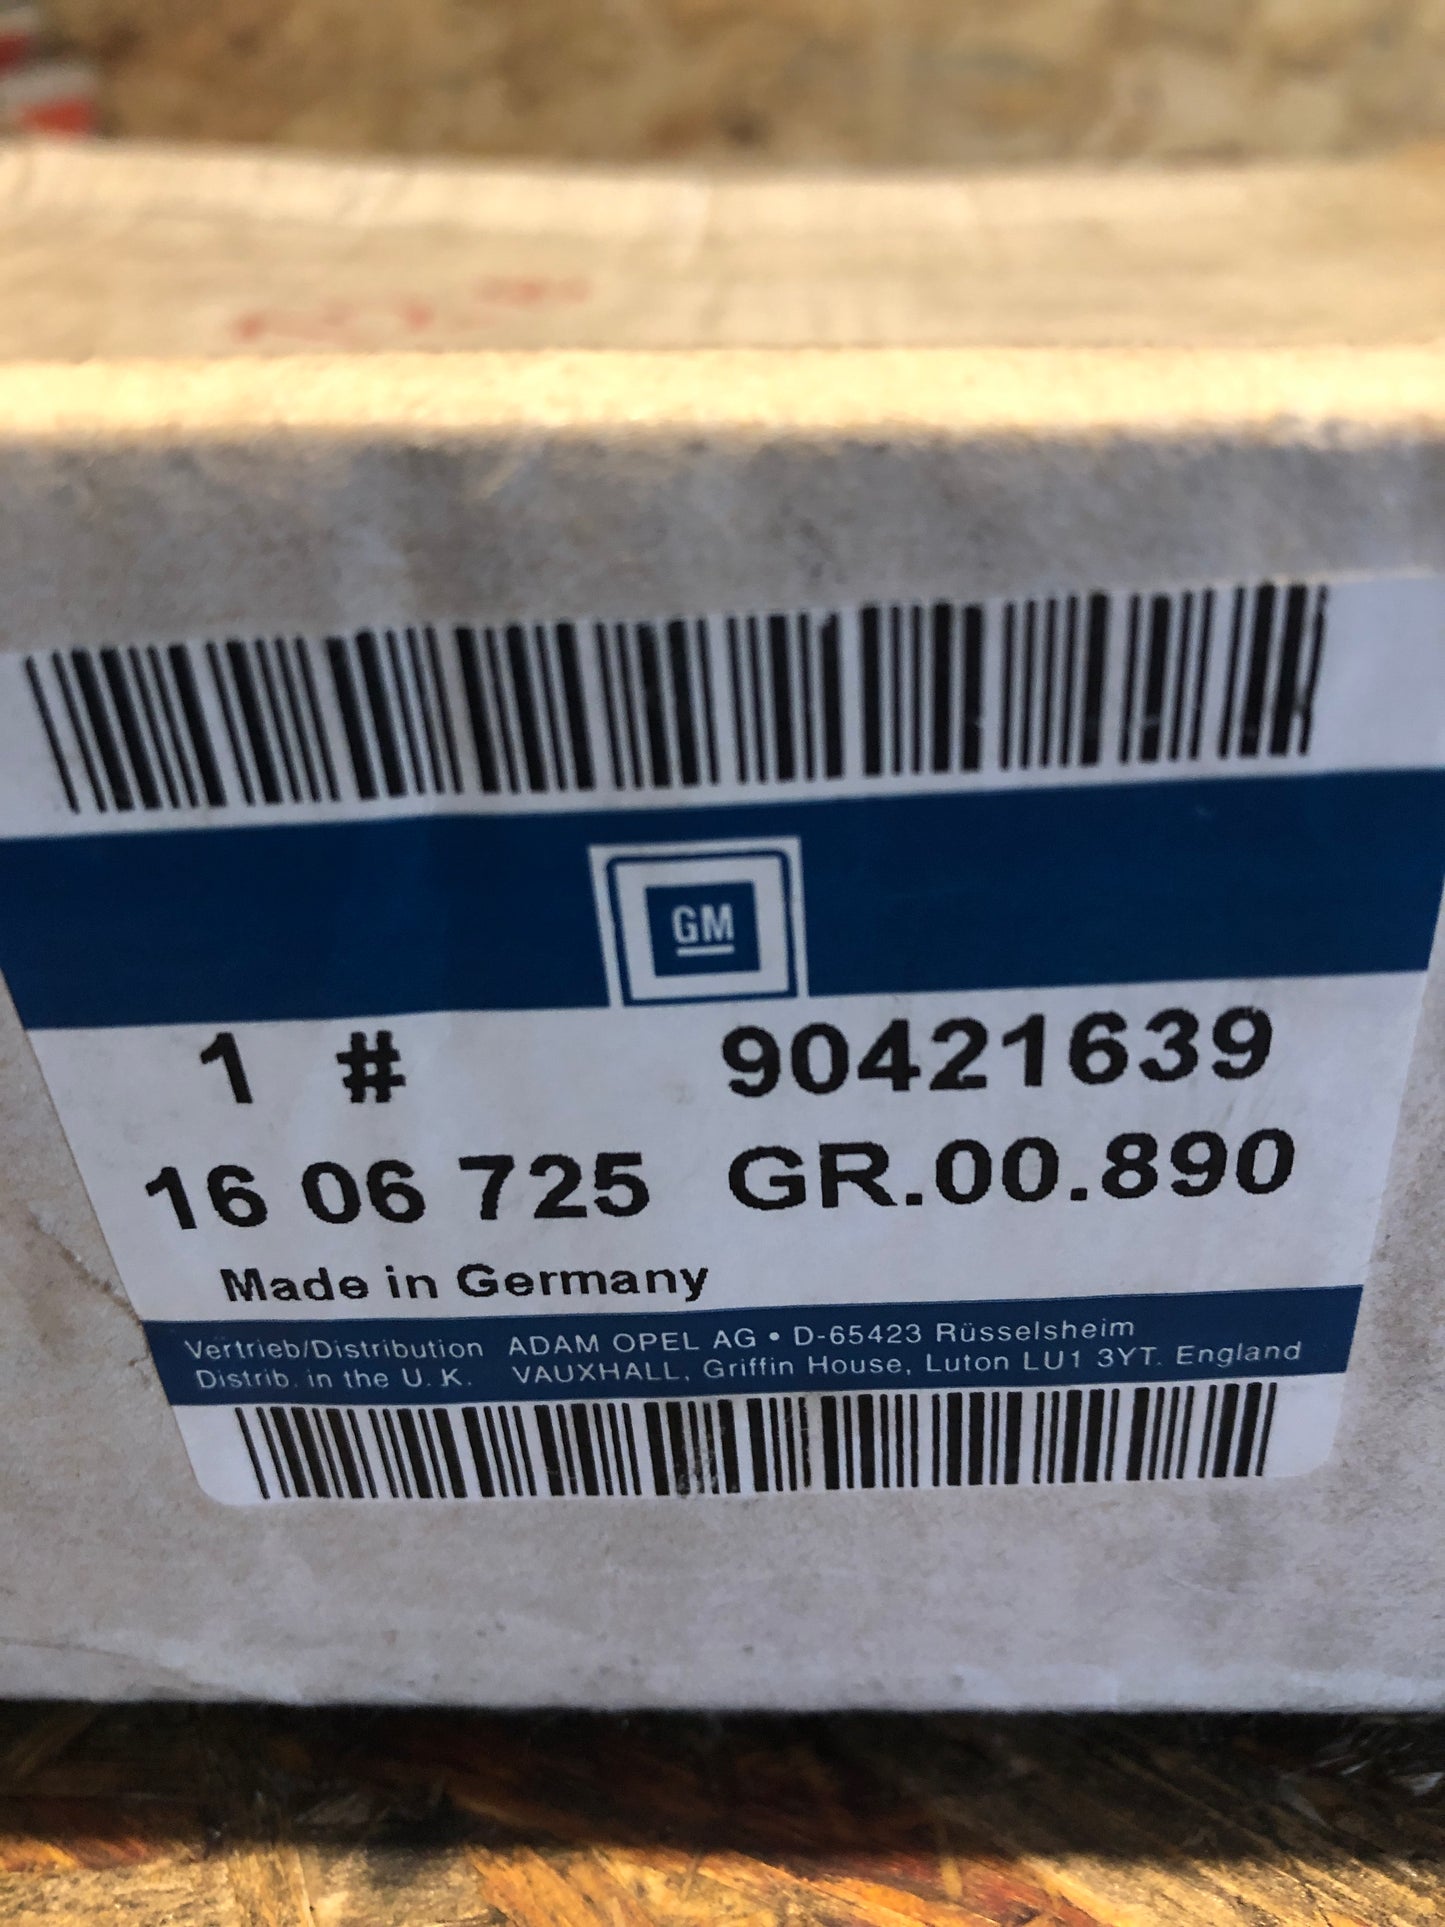 GM
1 # 90421639
16 06 725 GR.00.890
Made in Germany
Vertrieb/Distribution ADAM OPEL AG • D-65423 Rüsselsheim
Distrib. in the U. K. VAUXHALL, Griffin House, Luton LU1 3YT. England